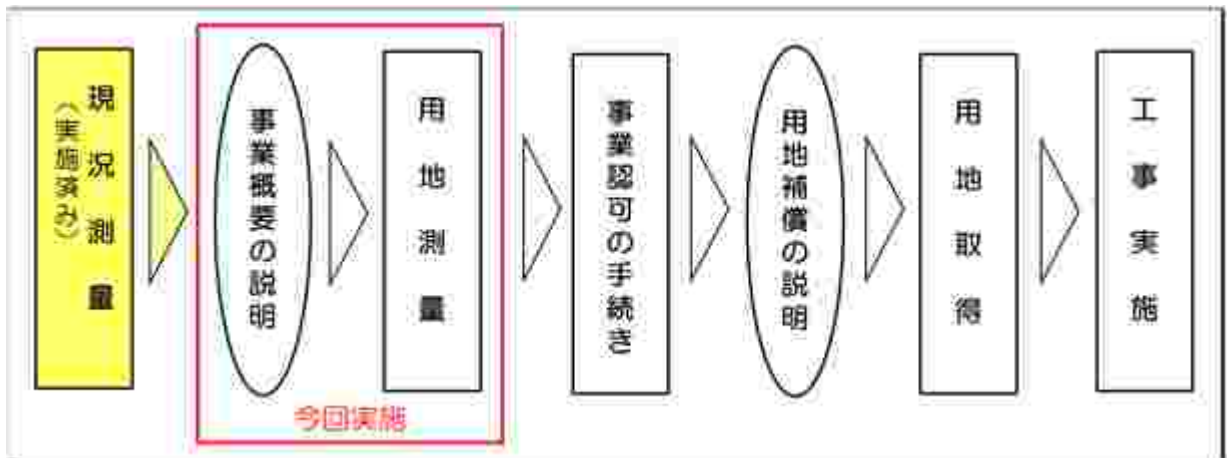 現況測量
(実施済み)
事業概要の説明
用地測量
今回実施
事業認可の手続き
用地補償の説明
用地取得
工事実施